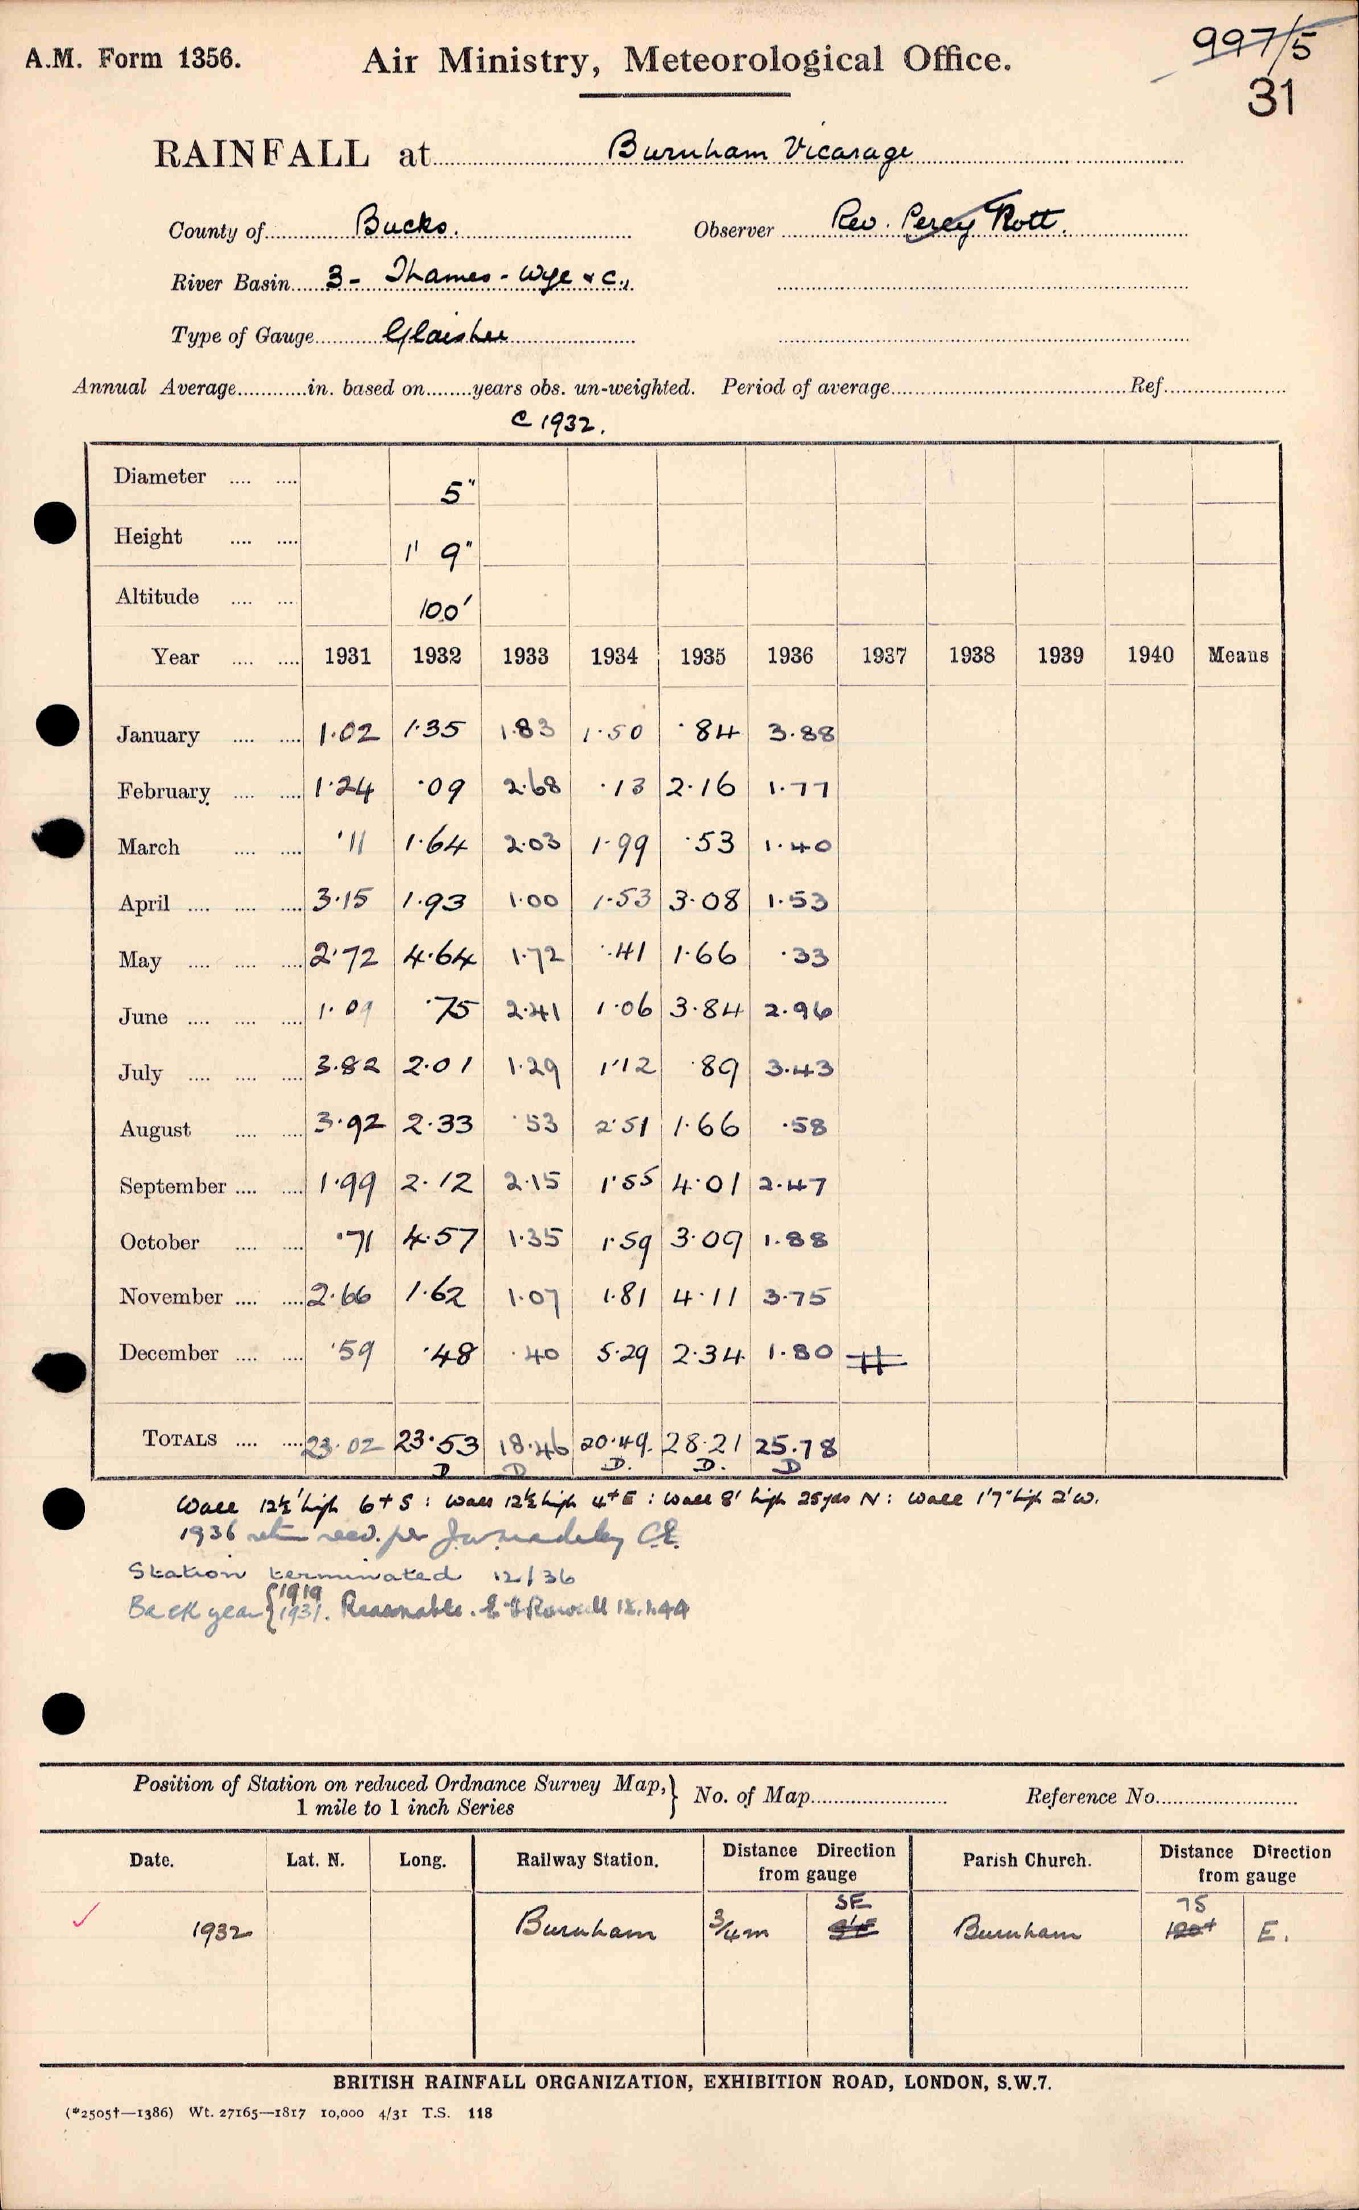 A.M. Form 1356.
Air Ministry, Meteorological Office.
997/5
31
RAINFALL at Burnham Vicarage
County of Bucks. Observer Rev. Percy Nott.
River Basin 3 - Thames - Wye & C.,
Type of Gauge Glaisher
Annual Average............in. based on........years obs. un-weighted. Period of average.............Ref.............
C 1932.
Diameter .... .... 5"
Height .... .... 1' 9"
Altitude .... .... 100'
Year .... .... 1931 1932 1933 1934 1935 1936 1937 1938 1939 1940 Means
January .... .... 1.02 1.35 1.83 1.50 .84 3.88
February .... .... 1.24 .09 2.68 .13 2.16 1.77
March .... .... .11 1.64 2.03 1.99 .53 1.40
April .... .... .... 3.15 1.93 1.00 1.53 3.08 1.53
May .... .... .... 2.72 4.64 1.72 .41 1.66 .33
June .... .... .... 1.09 .75 2.41 1.06 3.84 2.96
July .... .... .... 3.82 2.01 1.29 1.12 .89 3.43
August .... .... 3.92 2.33 .53 2.51 1.66 .58
September .... .... 1.99 2.12 2.15 1.55 4.01 2.47
October .... .... .71 4.57 1.35 1.59 3.09 1.88
November .... .... 2.66 1.62 1.07 1.81 4.11 3.75
December .... .... .59 .48 .40 5.29 2.34 1.80
TOTALS .... .... 23.02 23.53 18.46 20.49. 28.21 25.78
D D D. D. D
Wall 12½' high 6ft S : Wall 12½ high 4ft E : Wall 8' high 25yds N : Wall 1'7" high 2' W.
1936 return recd. per C.E.
Station terminated 12/36
Back year { 1919
1931. Reasonable. Rowsell 18.1.44
Position of Station on reduced Ordnance Survey Map, } No. of Map............ Reference No............
1 mile to 1 inch Series
Date. Lat. N. Long. Railway Station. Distance Direction from gauge Parish Church. Distance Direction from gauge
SE 75
1932 Burnham ¾m Burnham 120ft E.
BRITISH RAINFALL ORGANIZATION, EXHIBITION ROAD, LONDON, S.W.7.
(*2505†—1386) Wt. 27165—1817 10,000 4/31 T.S. 118